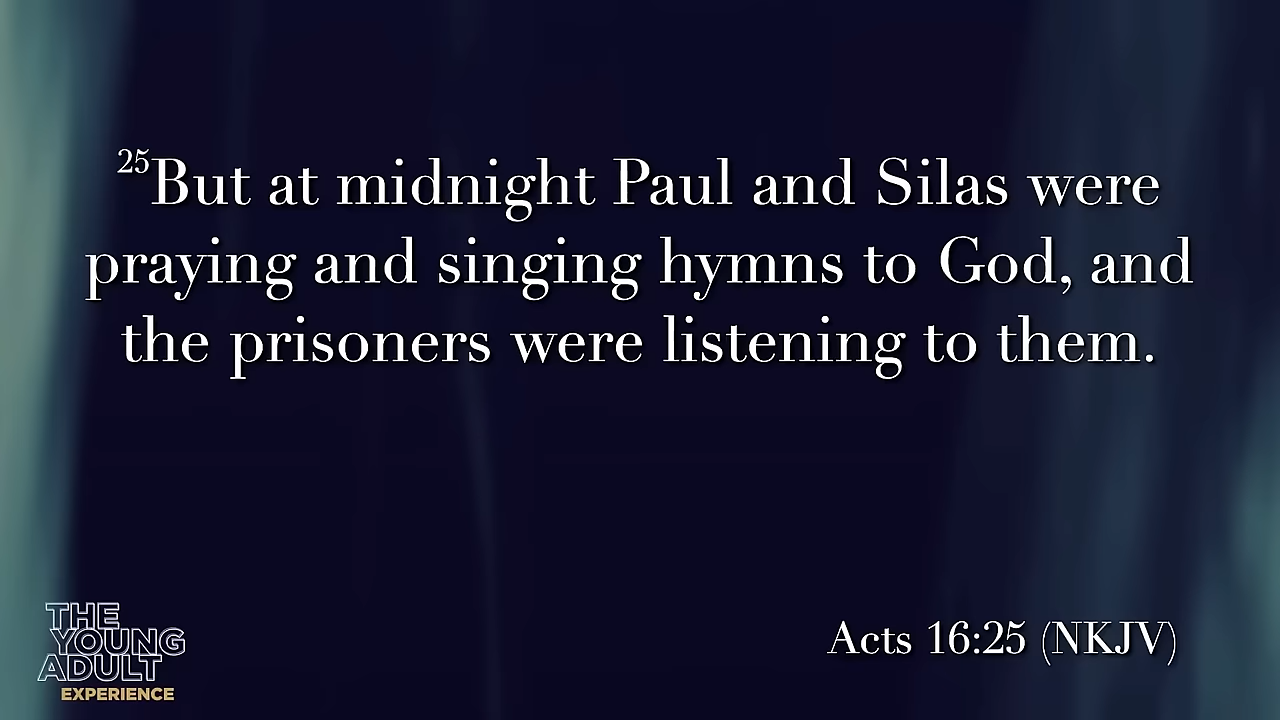 25But at midnight Paul and Silas were
praying and singing hymns to God, and
the prisoners were listening to them.
Acts 16:25 (NKJV)
THE
YOUNG
ADULT
EXPERIENCE